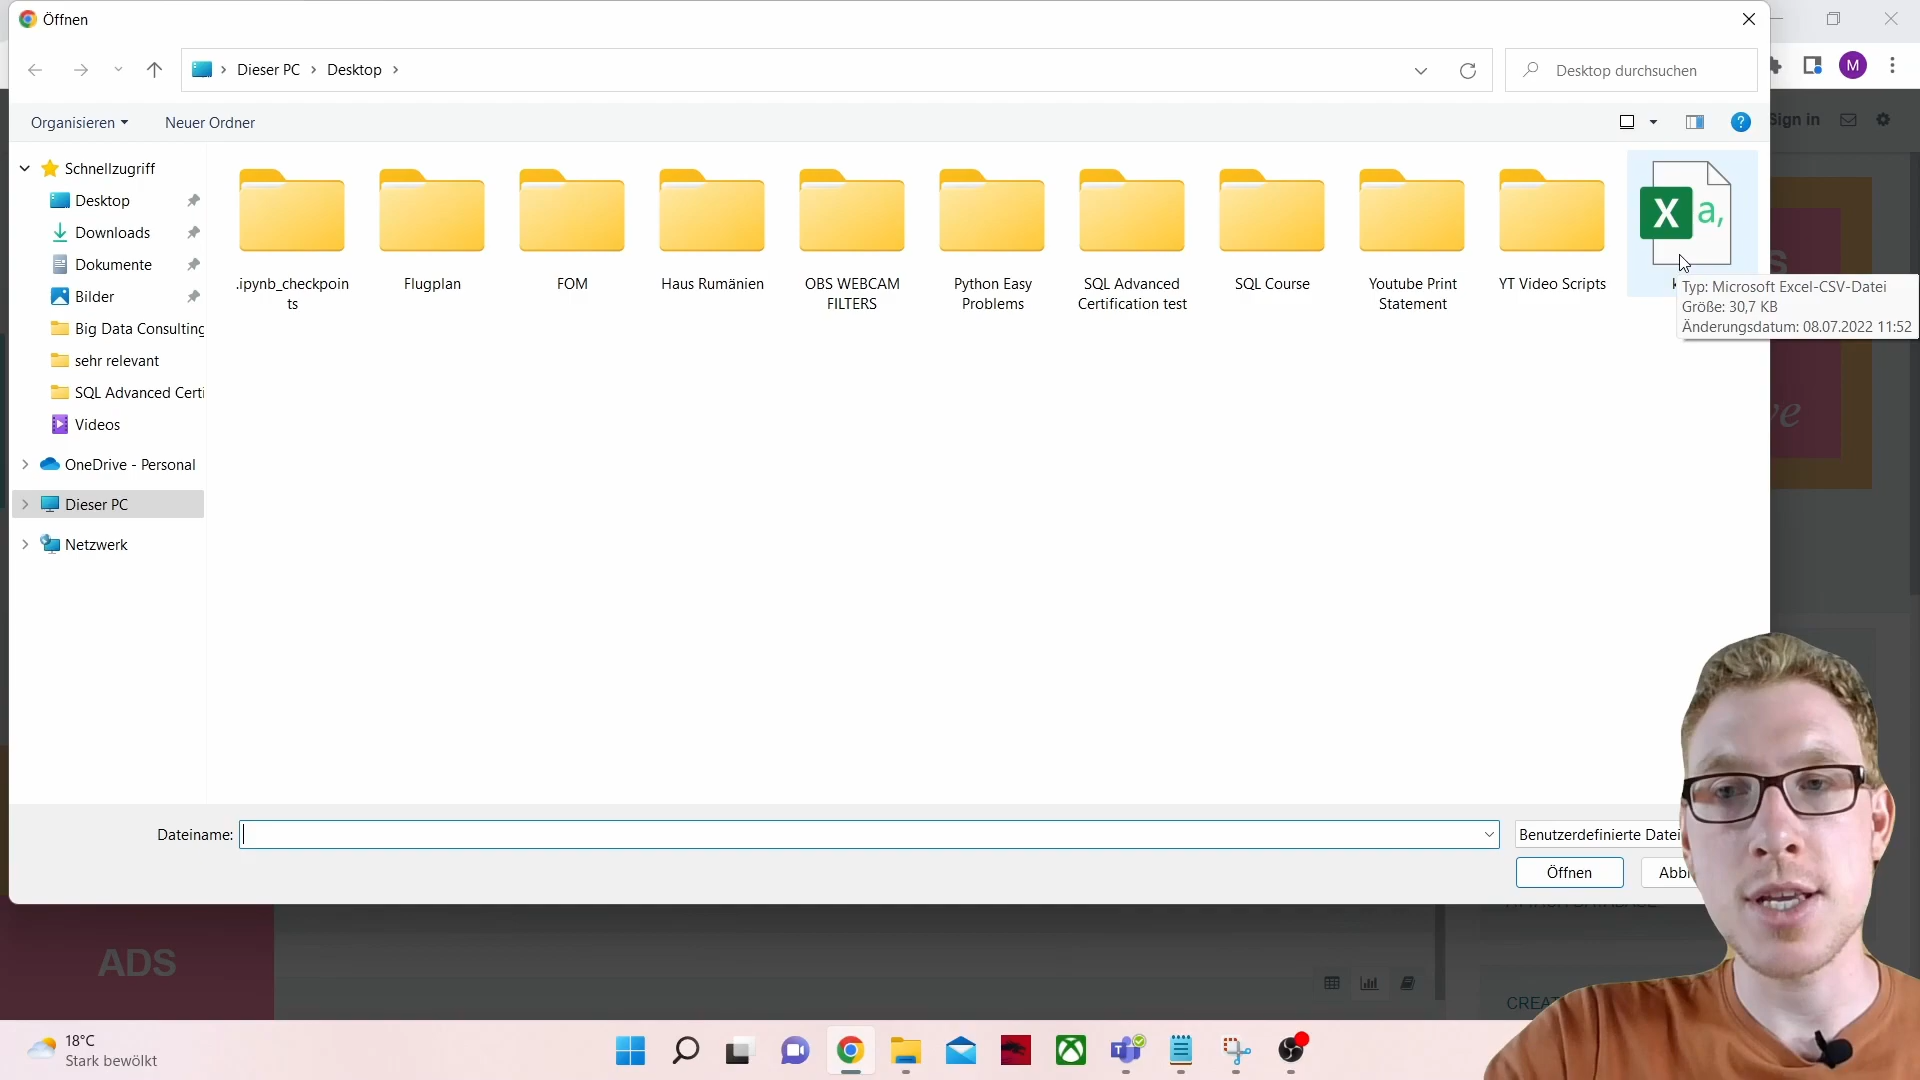 Öffnen
Dieser PC
Desktop
Desktop durchsuchen
M
Organisieren
Neuer Ordner
Sign in
Schnellzugriff
Desktop
Downloads
Dokumente
Bilder
Big Data Consulting
sehr relevant
SQL Advanced Certi
Videos
OneDrive - Personal
Dieser PC
Netzwerk
.ipynb_checkpoin
ts
Flugplan
FOM
Haus Rumänien
OBS WEBCAM
FILTERS
Python Easy
Problems
SQL Advanced
Certification test
SQL Course
Youtube Print
Statement
YT Video Scripts
X a,
Typ: Microsoft Excel-CSV-Datei
Größe: 30,7 KB
Änderungsdatum: 08.07.2022 11:52
Dateiname:
Benutzerdefinierte Datei
Öffnen
Abbr
ADS
18°C
Stark bewölkt